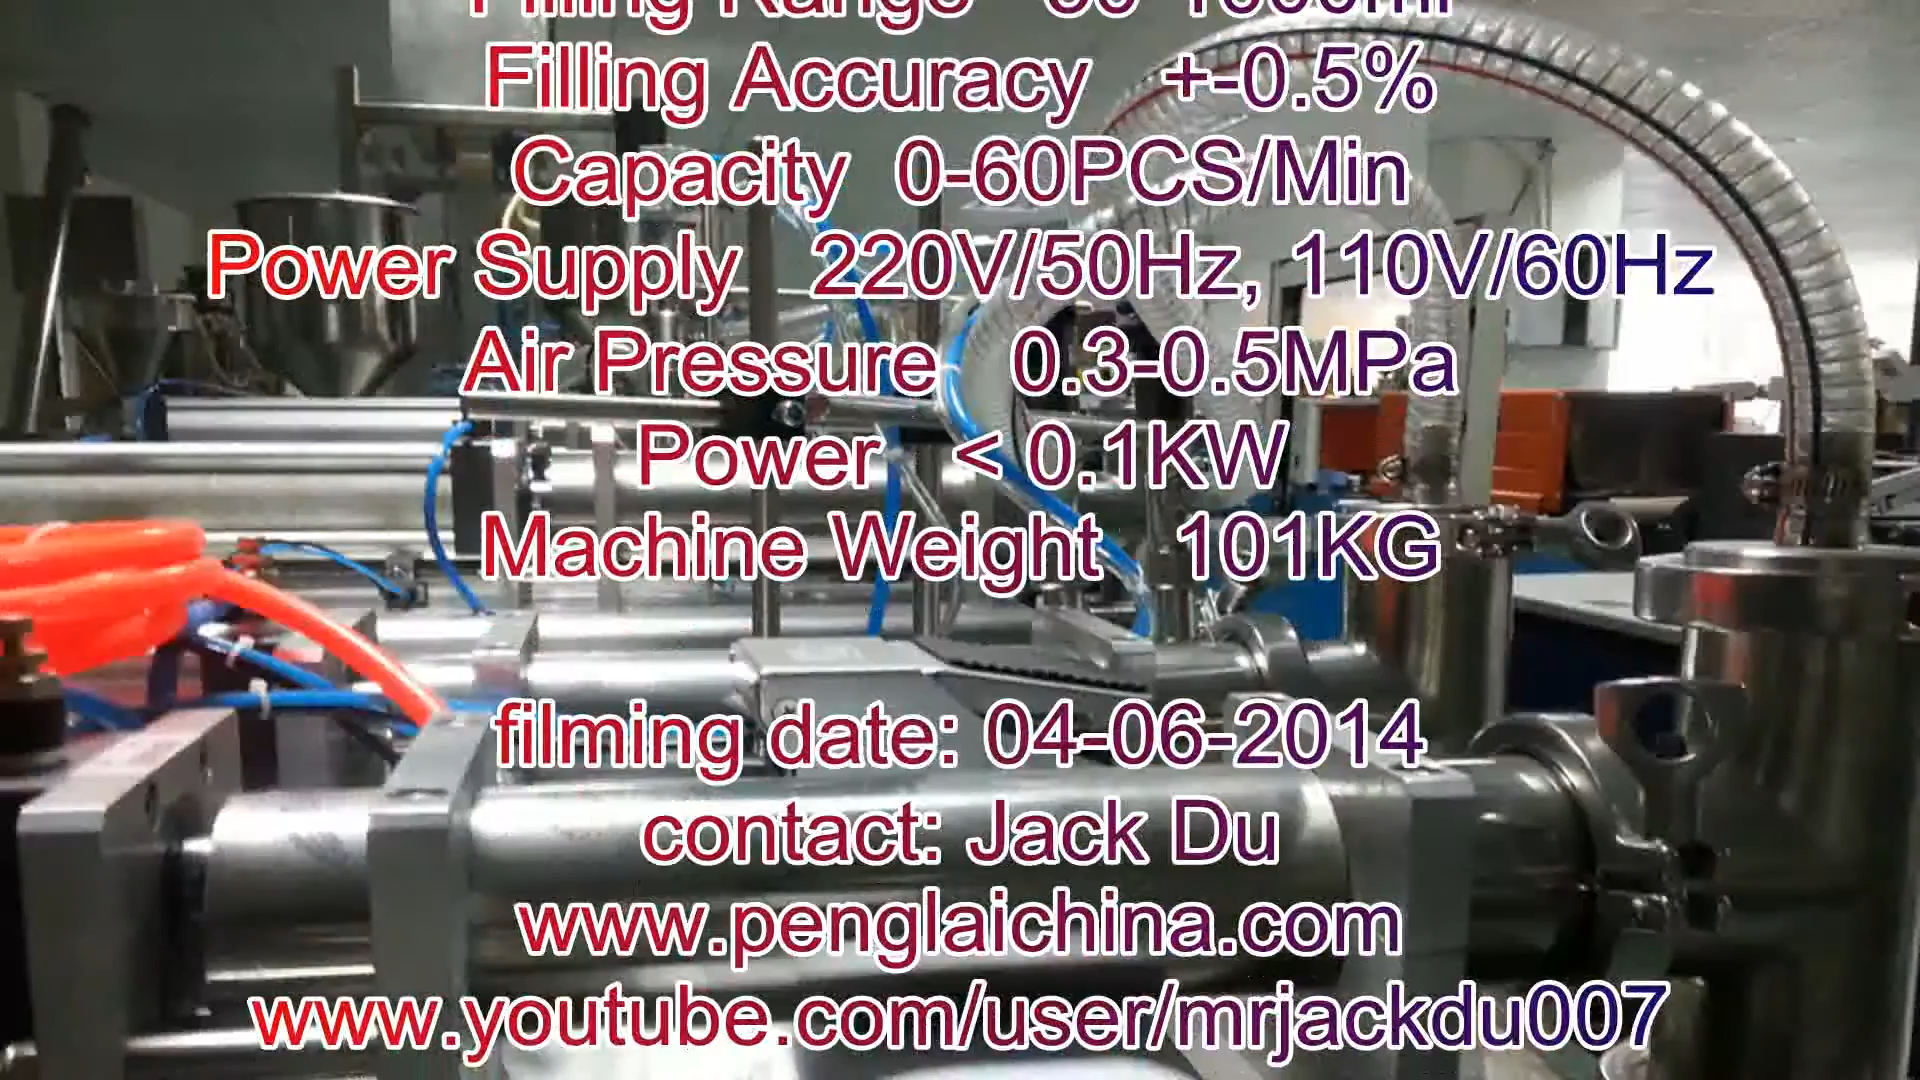 Filling Range
Filling Accuracy +-0.5%
Capacity 0-60PCS/Min
Power Supply 220V/50Hz, 110V/60Hz
Air Pressure 0.3-0.5MPa
Power < 0.1KW
Machine Weight 101KG
filming date: 04-06-2014
contact: Jack Du
www.penglaichina.com
www.youtube.com/user/mrjackdu007